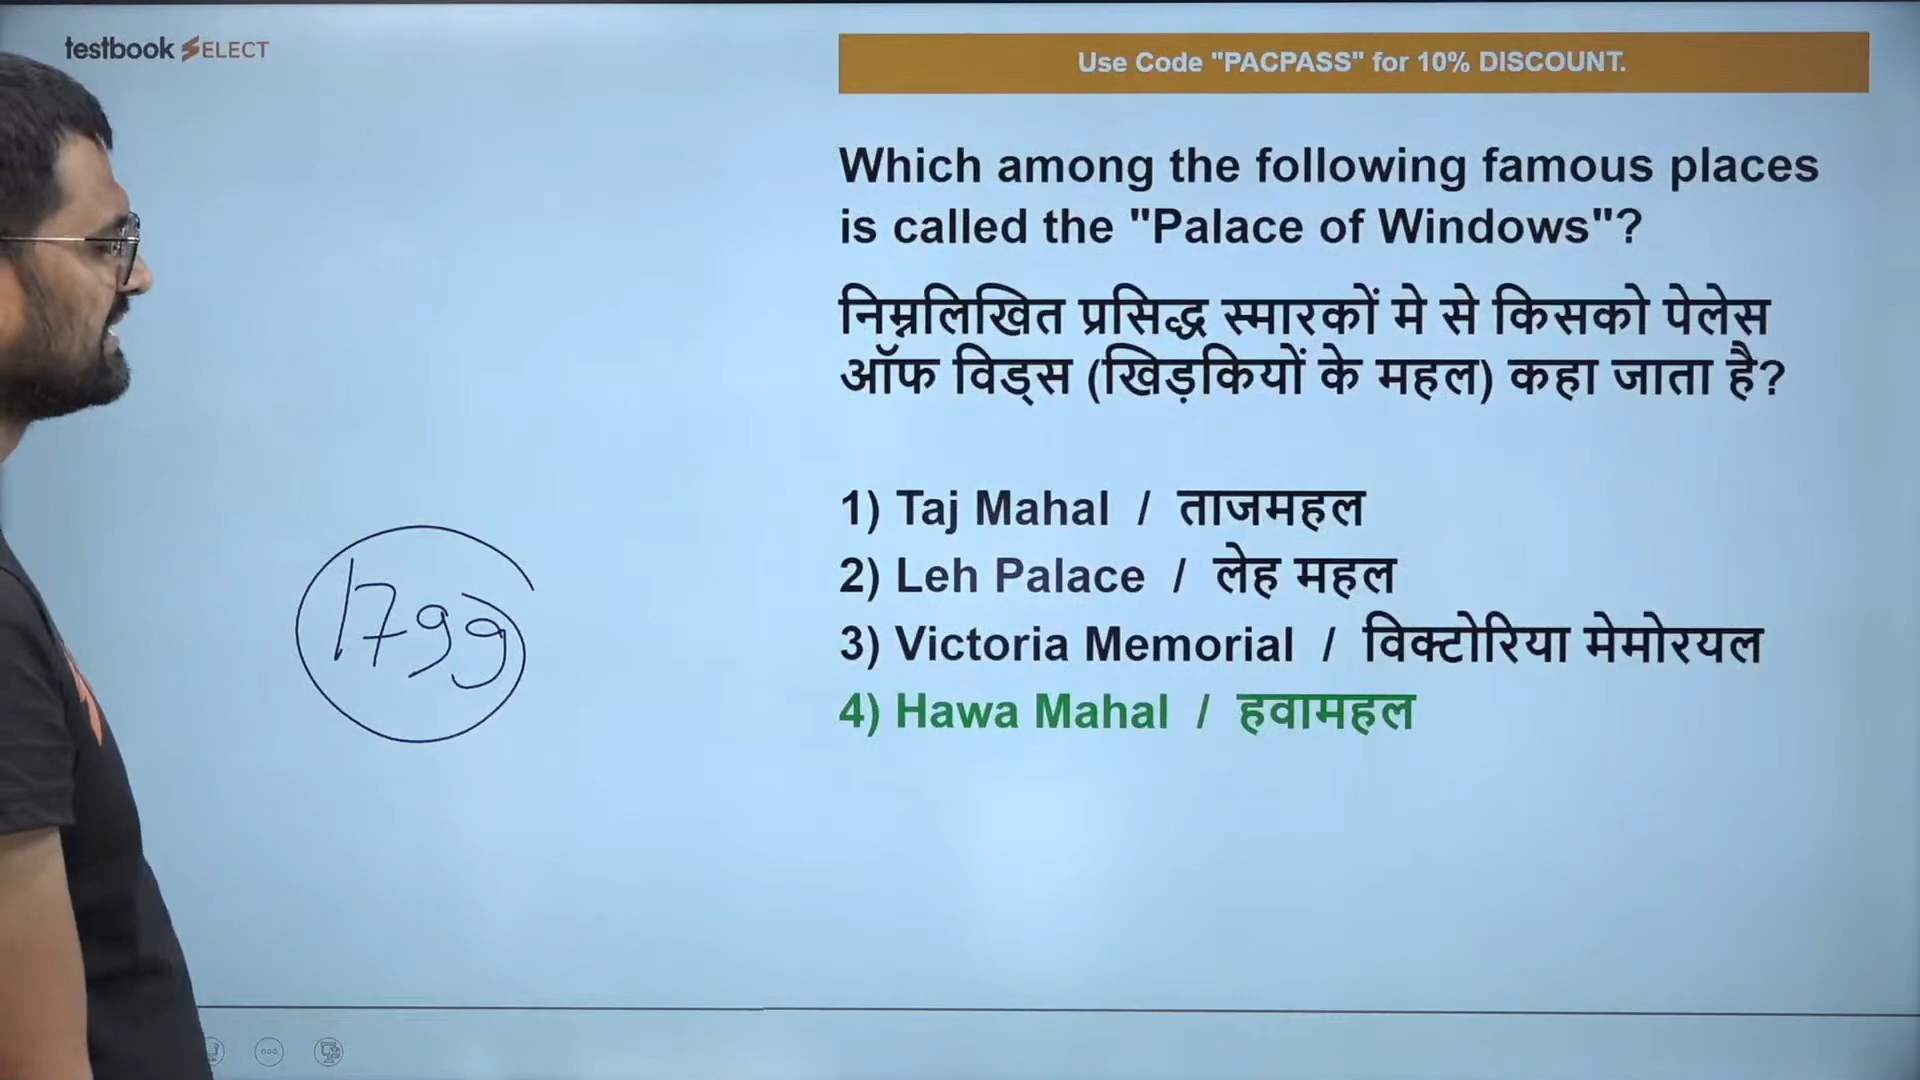 testbook SELECT
Use Code "PACPASS" for 10% DISCOUNT.
Which among the following famous places
is called the "Palace of Windows"?
निम्नलिखित प्रसिद्ध स्मारकों मे से किसको पेलेस
ऑफ विड्स (खिड़कियों के महल) कहा जाता है?
1) Taj Mahal / ताजमहल
2) Leh Palace / लेह महल
3) Victoria Memorial / विक्टोरिया मेमोरयल
4) Hawa Mahal / हवामहल
1799